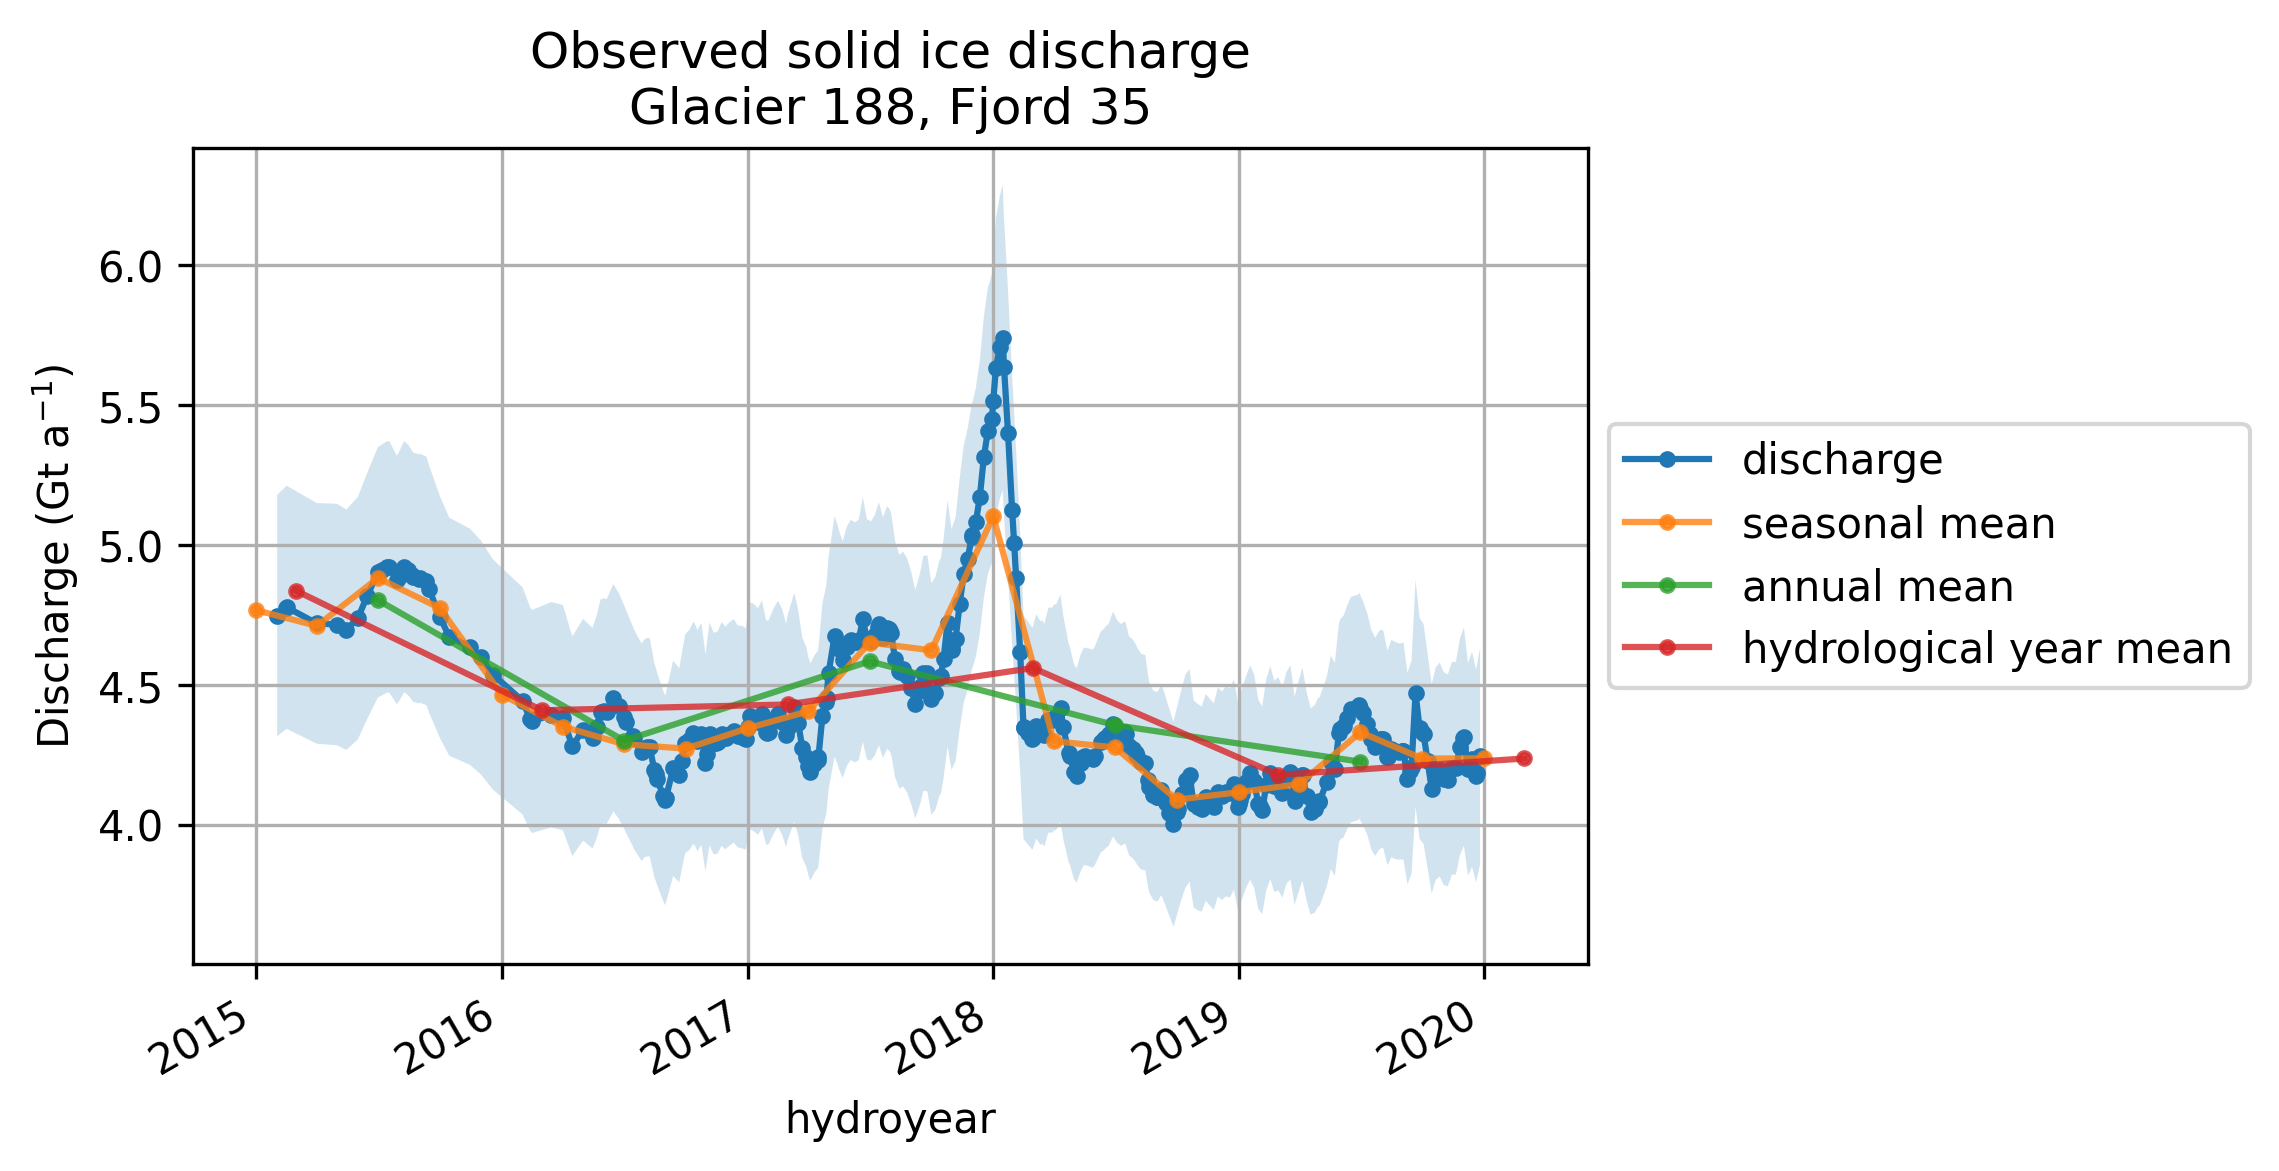 Observed solid ice discharge
Glacier 188, Fjord 35
Discharge (Gt a⁻¹)
6.0
5.5
5.0
4.5
4.0
2015
2016
2017
2018
2019
2020
hydroyear
discharge
seasonal mean
annual mean
hydrological year mean